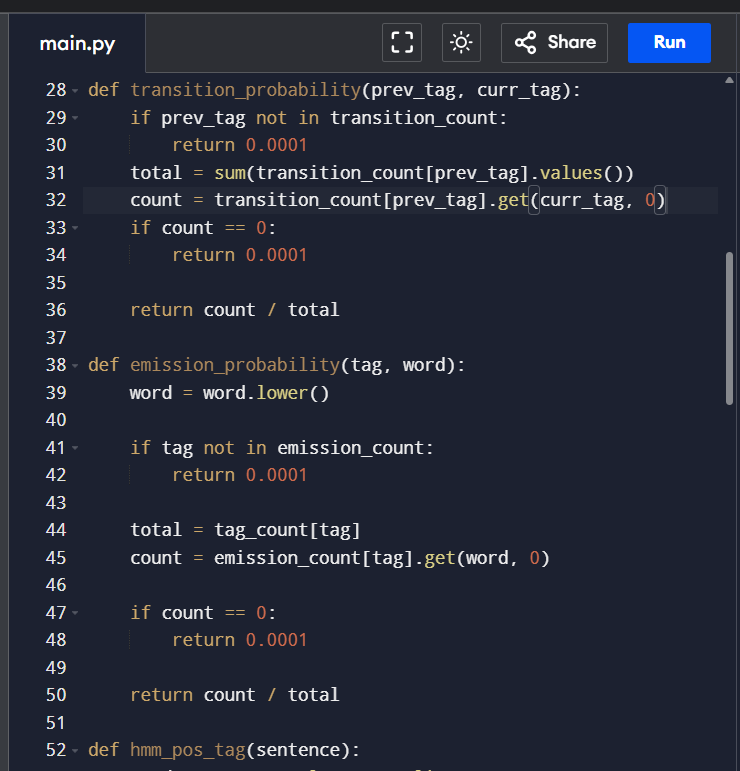 main.py
Share
Run
28 def transition_probability(prev_tag, curr_tag):
29     if prev_tag not in transition_count:
30         return 0.0001
31     total = sum(transition_count[prev_tag].values())
32     count = transition_count[prev_tag].get(curr_tag, 0)
33     if count == 0:
34         return 0.0001
35
36     return count / total
37
38 def emission_probability(tag, word):
39     word = word.lower()
40
41     if tag not in emission_count:
42         return 0.0001
43
44     total = tag_count[tag]
45     count = emission_count[tag].get(word, 0)
46
47     if count == 0:
48         return 0.0001
49
50     return count / total
51
52 def hmm_pos_tag(sentence):